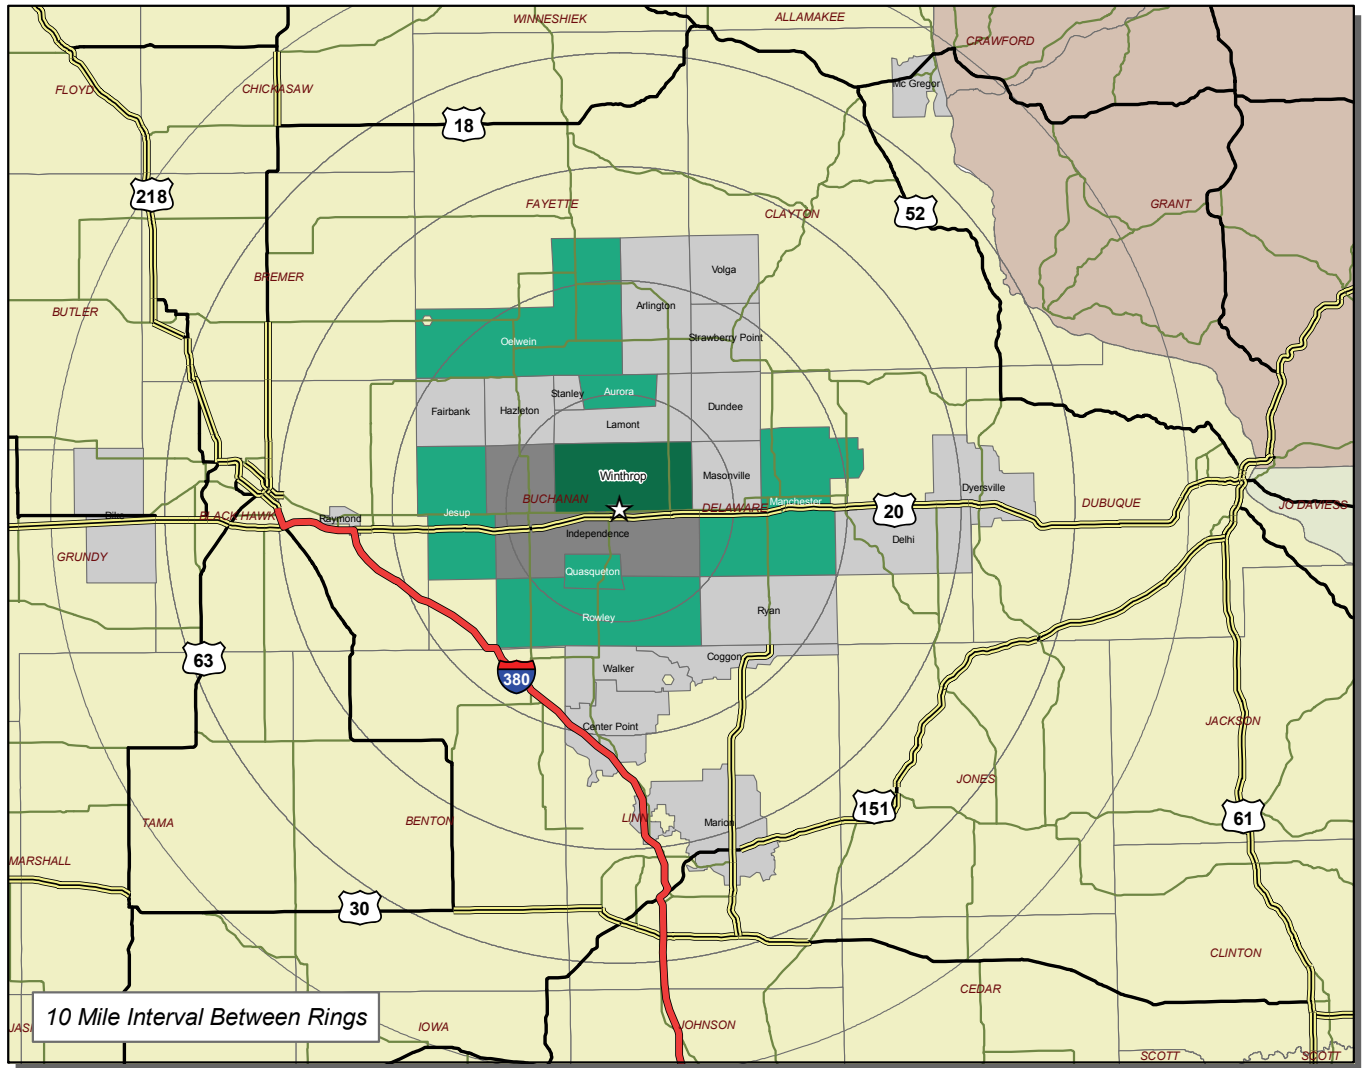 WINNESHIEK
ALLAMAKEE
CRAWFORD
FLOYD
CHICKASAW
Mc Gregor
18
218
FAYETTE
CLAYTON
52
GRANT
BREMER
Volga
BUTLER
Arlington
Oelwein
Strawberry Point
Stanley
Aurora
Fairbank
Hazleton
Dundee
Lamont
Winthrop
Masonville
Dyersville
BUCHANAN
DELAWARE
Manchester
DUBUQUE
JO DAVIESS
Jesup
20
BLACK HAWK
Raymond
Independence
Delhi
GRUNDY
Quasqueton
Rowley
Ryan
63
Walker
Coggon
380
Center Point
JACKSON
JONES
151
61
TAMA
BENTON
LINN
Marion
MARSHALL
30
CLINTON
CEDAR
10 Mile Interval Between Rings
IOWA
JOHNSON
SCOTT
SCOTT